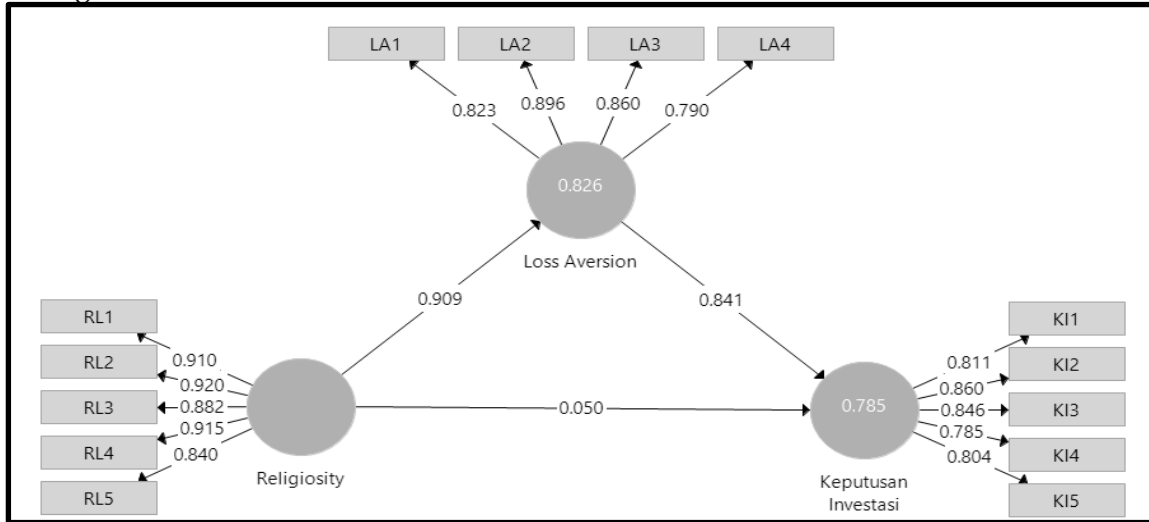 LA1 LA2 LA3 LA4
0.823 0.896 0.860 0.790
0.826
Loss Aversion
0.909 0.841
RL1
RL2
RL3
RL4
RL5
0.910
0.920
0.882
0.915
0.840
Religiosity
0.050
0.785
Keputusan
Investasi
0.811
0.860
0.846
0.785
0.804
KI1
KI2
KI3
KI4
KI5